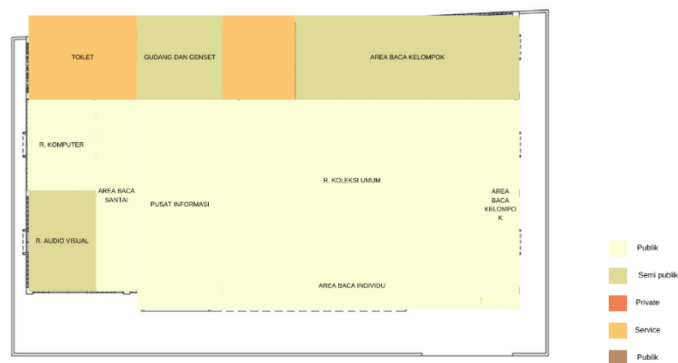 TOILET
GUDANG DAN GENSET
AREA BACA KELOMPOK
R. KOMPUTER
R. KOLEKSI UMUM
AREA BACA
SANTAI
PUSAT INFORMASI
AREA
BACA
KELOMPO
K
R. AUDIO VISUAL
AREA BACA INDIVIDU
Publik
Semi publik
Private
Service
Publik